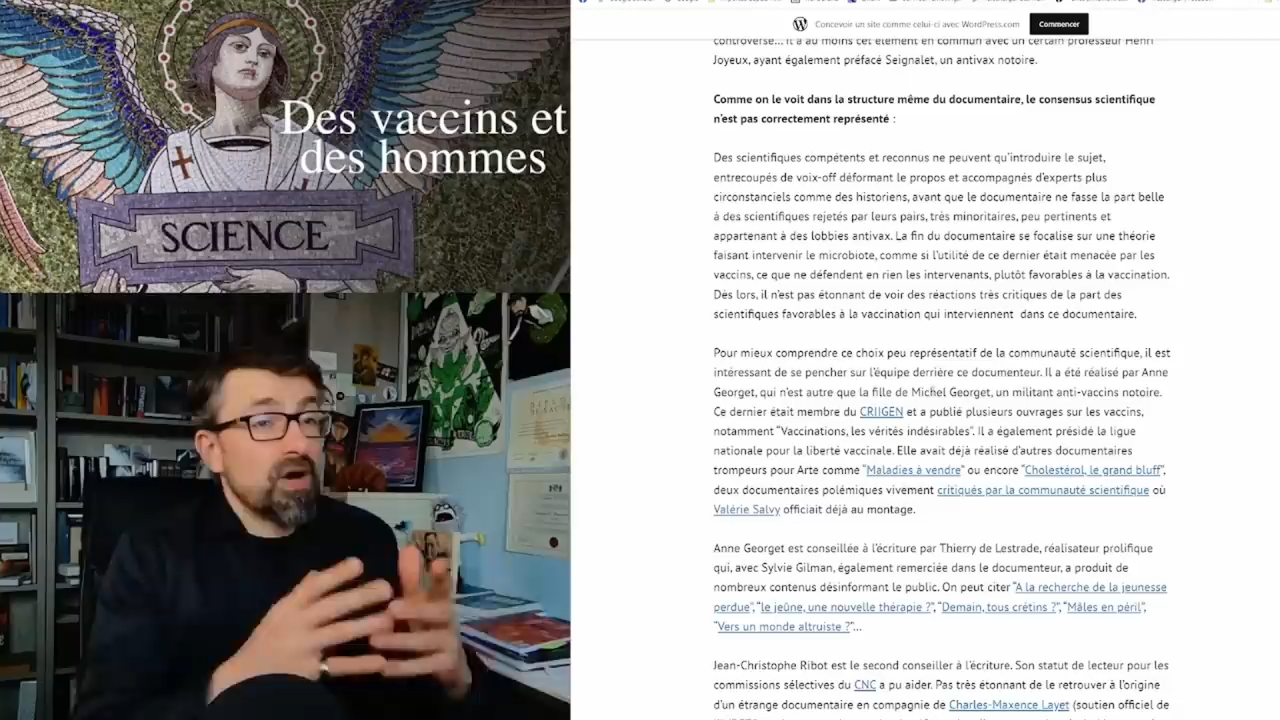 Des vaccins et
des hommes
SCIENCE
Concevoir un site comme celui-ci avec WordPress.com
Commencer
controverse... il a au moins cet élément en commun avec un certain professeur Henri
Joyeux, ayant également préfacé Seignalet, un antivax notoire.
Comme on le voit dans la structure même du documentaire, le consensus scientifique
n'est pas correctement représenté :
Des scientifiques compétents et reconnus ne peuvent qu'introduire le sujet,
entrecoupés de voix-off déformant le propos et accompagnés d'experts plus
circonstanciels comme des historiens, avant que le documentaire ne fasse la part belle
à des scientifiques rejetés par leurs pairs, très minoritaires, peu pertinents et
appartenant à des lobbies antivax. La fin du documentaire se focalise sur une théorie
faisant intervenir le microbiote, comme si l'utilité de ce dernier était menacée par les
vaccins, ce que ne défendent en rien les intervenants, plutôt favorables à la vaccination.
Dès lors, il n'est pas étonnant de voir des réactions très critiques de la part des
scientifiques favorables à la vaccination qui interviennent dans ce documentaire.
Pour mieux comprendre ce choix peu représentatif de la communauté scientifique, il est
intéressant de se pencher sur l'équipe derrière ce documenteur. Il a été réalisé par Anne
Georget, qui n'est autre que la fille de Michel Georget, un militant anti-vaccins notoire.
Ce dernier était membre du CRIIGEN et a publié plusieurs ouvrages sur les vaccins,
notamment "Vaccinations, les vérités indésirables". Il a également présidé la ligue
nationale pour la liberté vaccinale. Elle avait déjà réalisé d'autres documentaires
trompeurs pour Arte comme "Maladies à vendre" ou encore "Cholestérol, le grand bluff",
deux documentaires polémiques vivement critiqués par la communauté scientifique où
Valérie Salvy officiait déjà au montage.
Anne Georget est conseillée à l'écriture par Thierry de Lestrade, réalisateur prolifique
qui, avec Sylvie Gilman, également remerciée dans le documenteur, a produit de
nombreux contenus désinformant le public. On peut citer "A la recherche de la jeunesse
perdue", "le jeûne, une nouvelle thérapie ?", "Demain, tous crétins ?", "Mâles en péril",
"Vers un monde altruiste ?"...
Jean-Christophe Ribot est le second conseiller à l'écriture. Son statut de lecteur pour les
commissions sélectives du CNC a pu aider. Pas très étonnant de le retrouver à l'origine
d'un étrange documentaire en compagnie de Charles-Maxence Layet (soutien officiel de